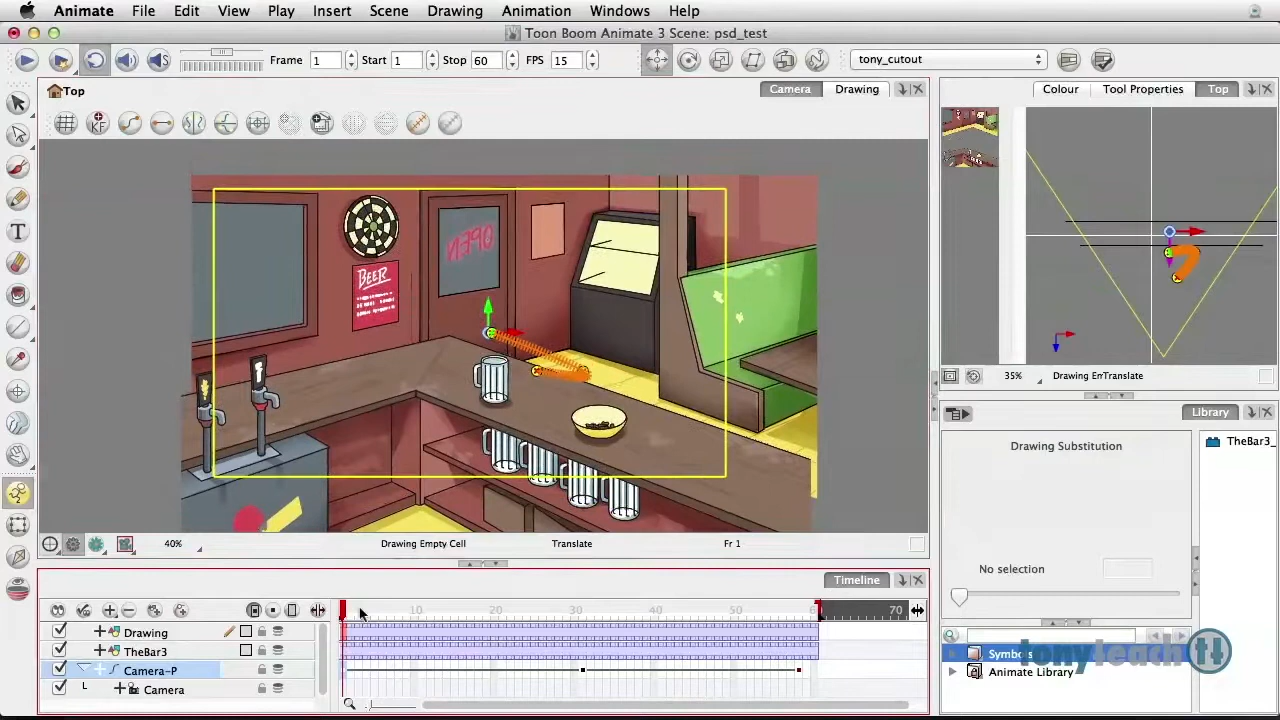 Animate File Edit View Play Insert Scene Drawing Animation Windows Help
Toon Boom Animate 3 Scene: psd_test
Frame 1 Start 1 Stop 60 FPS 15 tony_cutout
Top Camera Drawing Colour Tool Properties Top
OPEN
BEER
35% Drawing EnTranslate
Library
Drawing Substitution
TheBar3_
40% Drawing Empty Cell Translate Fr 1
No selection
Timeline
10 20 30 40 50 60 70
Drawing
TheBar3
Camera-P
Camera
Symbols
Animate Library
tonyteach